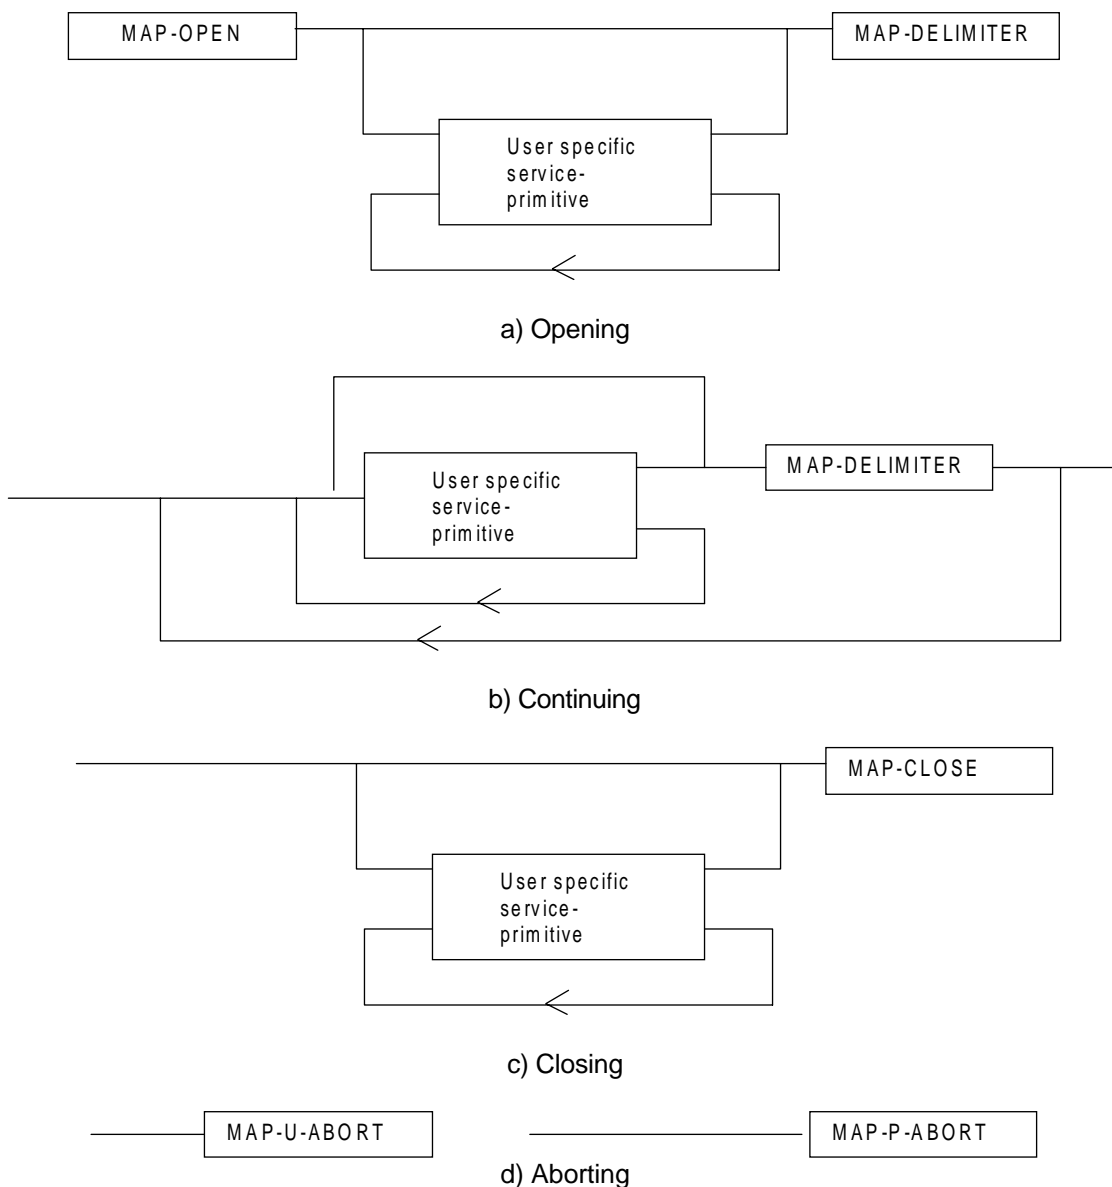 MAP-OPEN
MAP-DELIMITER
User specific
service-
primitive
a) Opening
MAP-DELIMITER
User specific
service-
primitive
b) Continuing
MAP-CLOSE
User specific
service-
primitive
c) Closing
MAP-U-ABORT
MAP-P-ABORT
d) Aborting